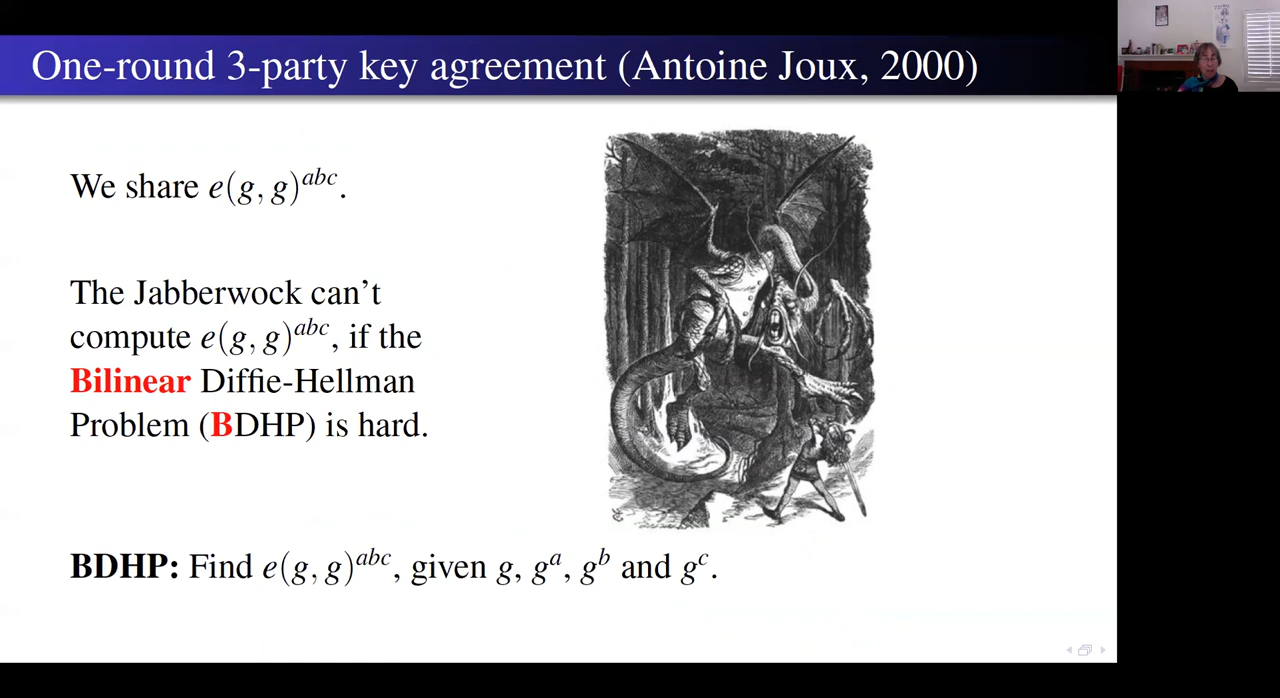 One-round 3-party key agreement (Antoine Joux, 2000)
We share e(g, g)^{abc}.
The Jabberwock can’t
compute e(g, g)^{abc}, if the
Bilinear Diffie-Hellman
Problem (BDHP) is hard.
BDHP: Find e(g, g)^{abc}, given g, g^a, g^b and g^c.